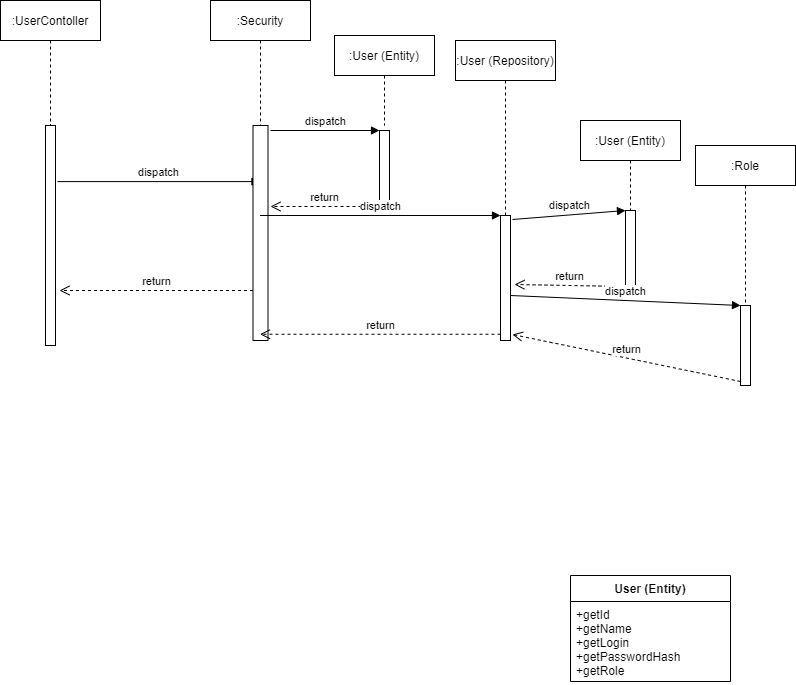 :UserContoller
:Security
:User (Entity)
:User (Repository)
dispatch
:User (Entity)
:Role
dispatch
return
dispatch
dispatch
return
return
dispatch
return
return
User (Entity)
+getId
+getName
+getLogin
+getPasswordHash
+getRole